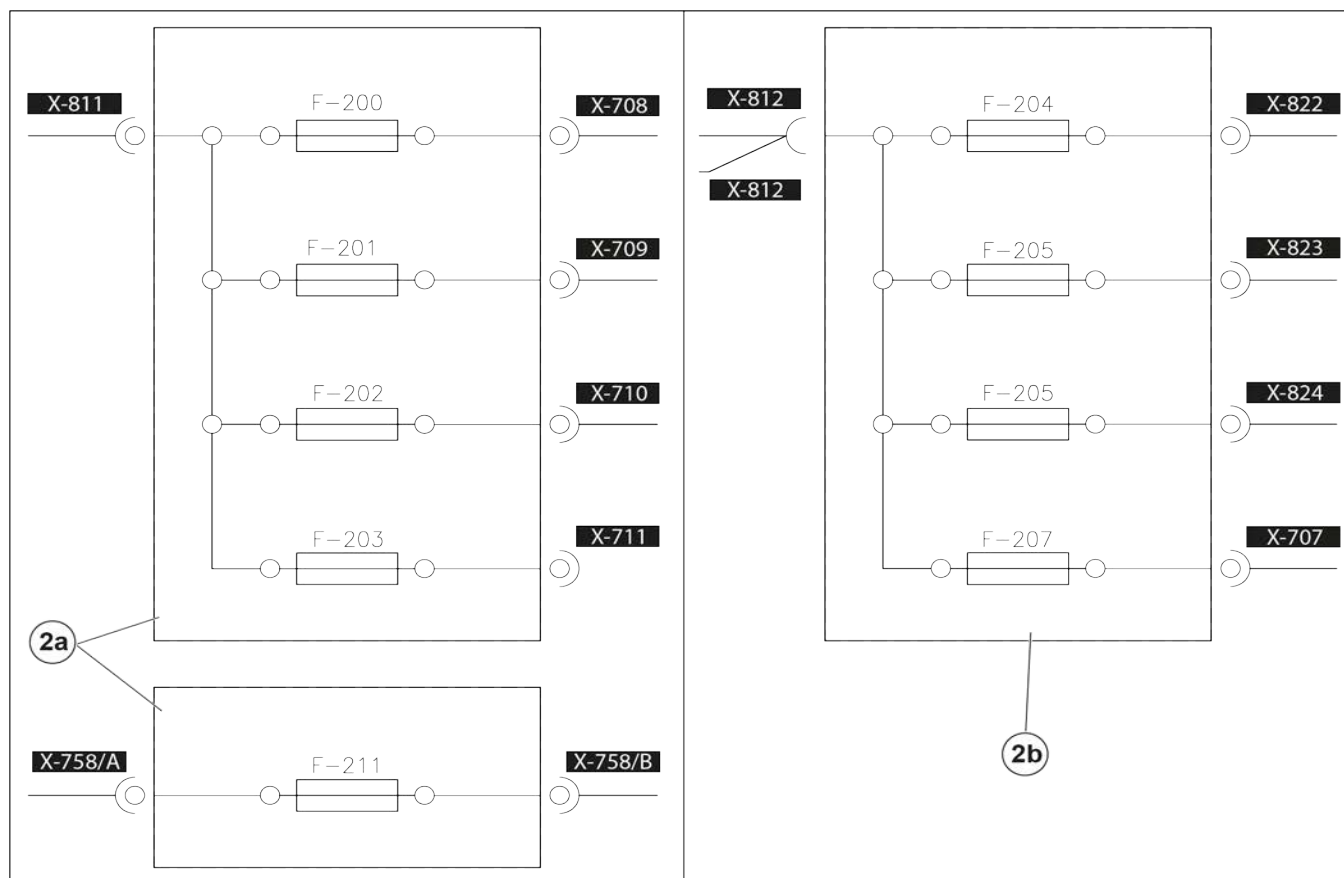 X-811
F-200
X-708
F-201
X-709
F-202
X-710
F-203
X-711
2a
X-758/A
F-211
X-758/B
X-812
X-812
F-204
X-822
F-205
X-823
F-205
X-824
F-207
X-707
2b